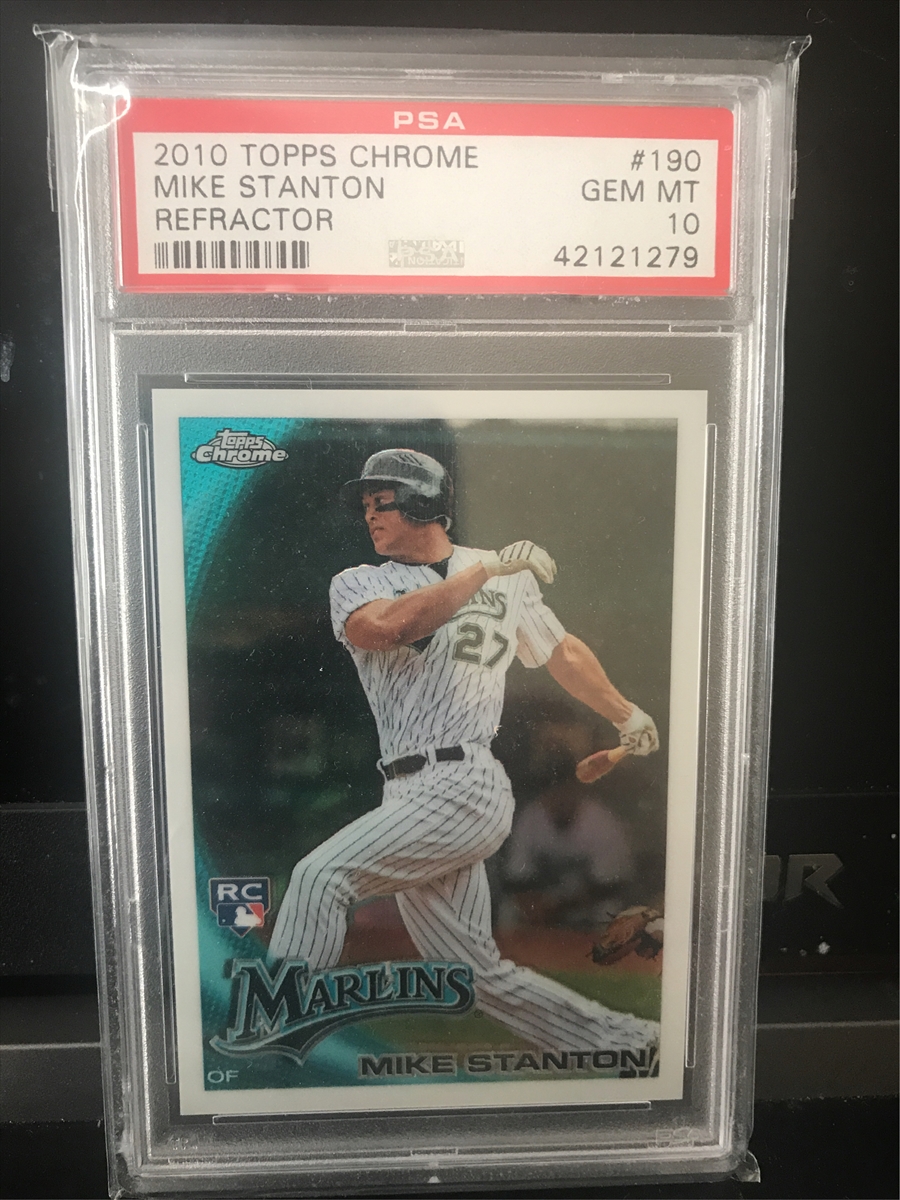 PSA
2010 TOPPS CHROME #190
MIKE STANTON GEM MT
REFRACTOR 10
42121279
Topps
Chrome
27
RC
MARLINS
MIKE STANTON
OF